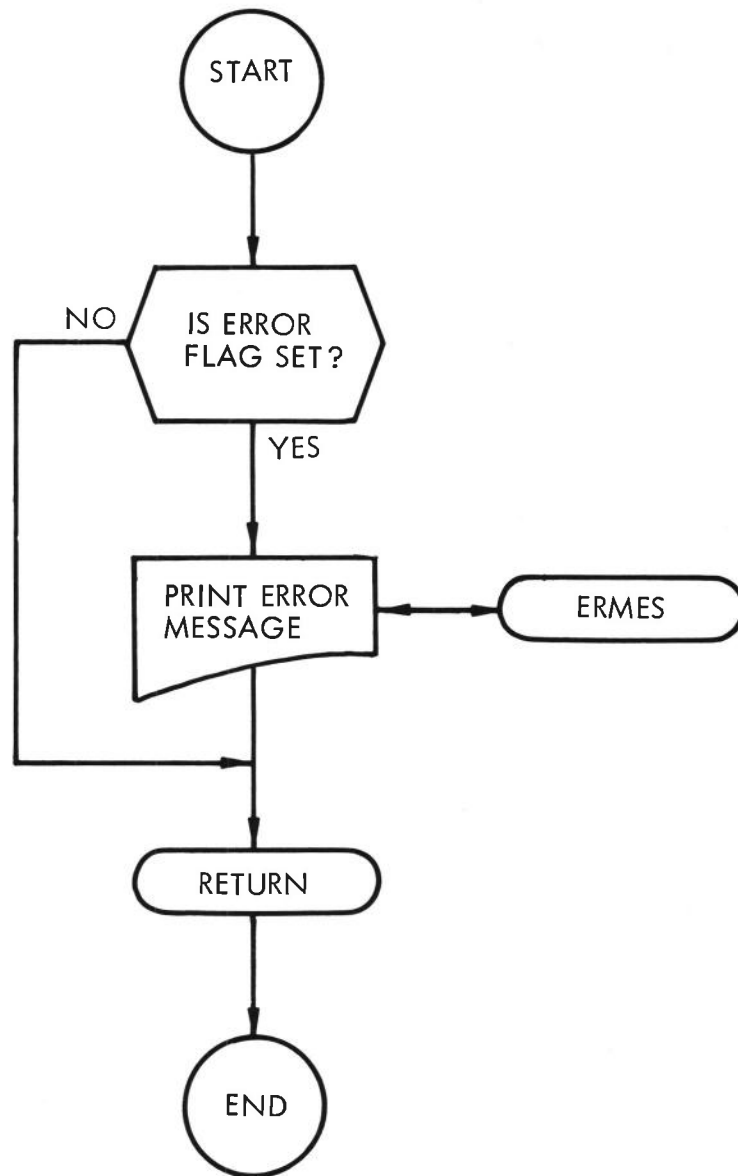 START
NO
IS ERROR
FLAG SET?
YES
PRINT ERROR
MESSAGE
ERMES
RETURN
END